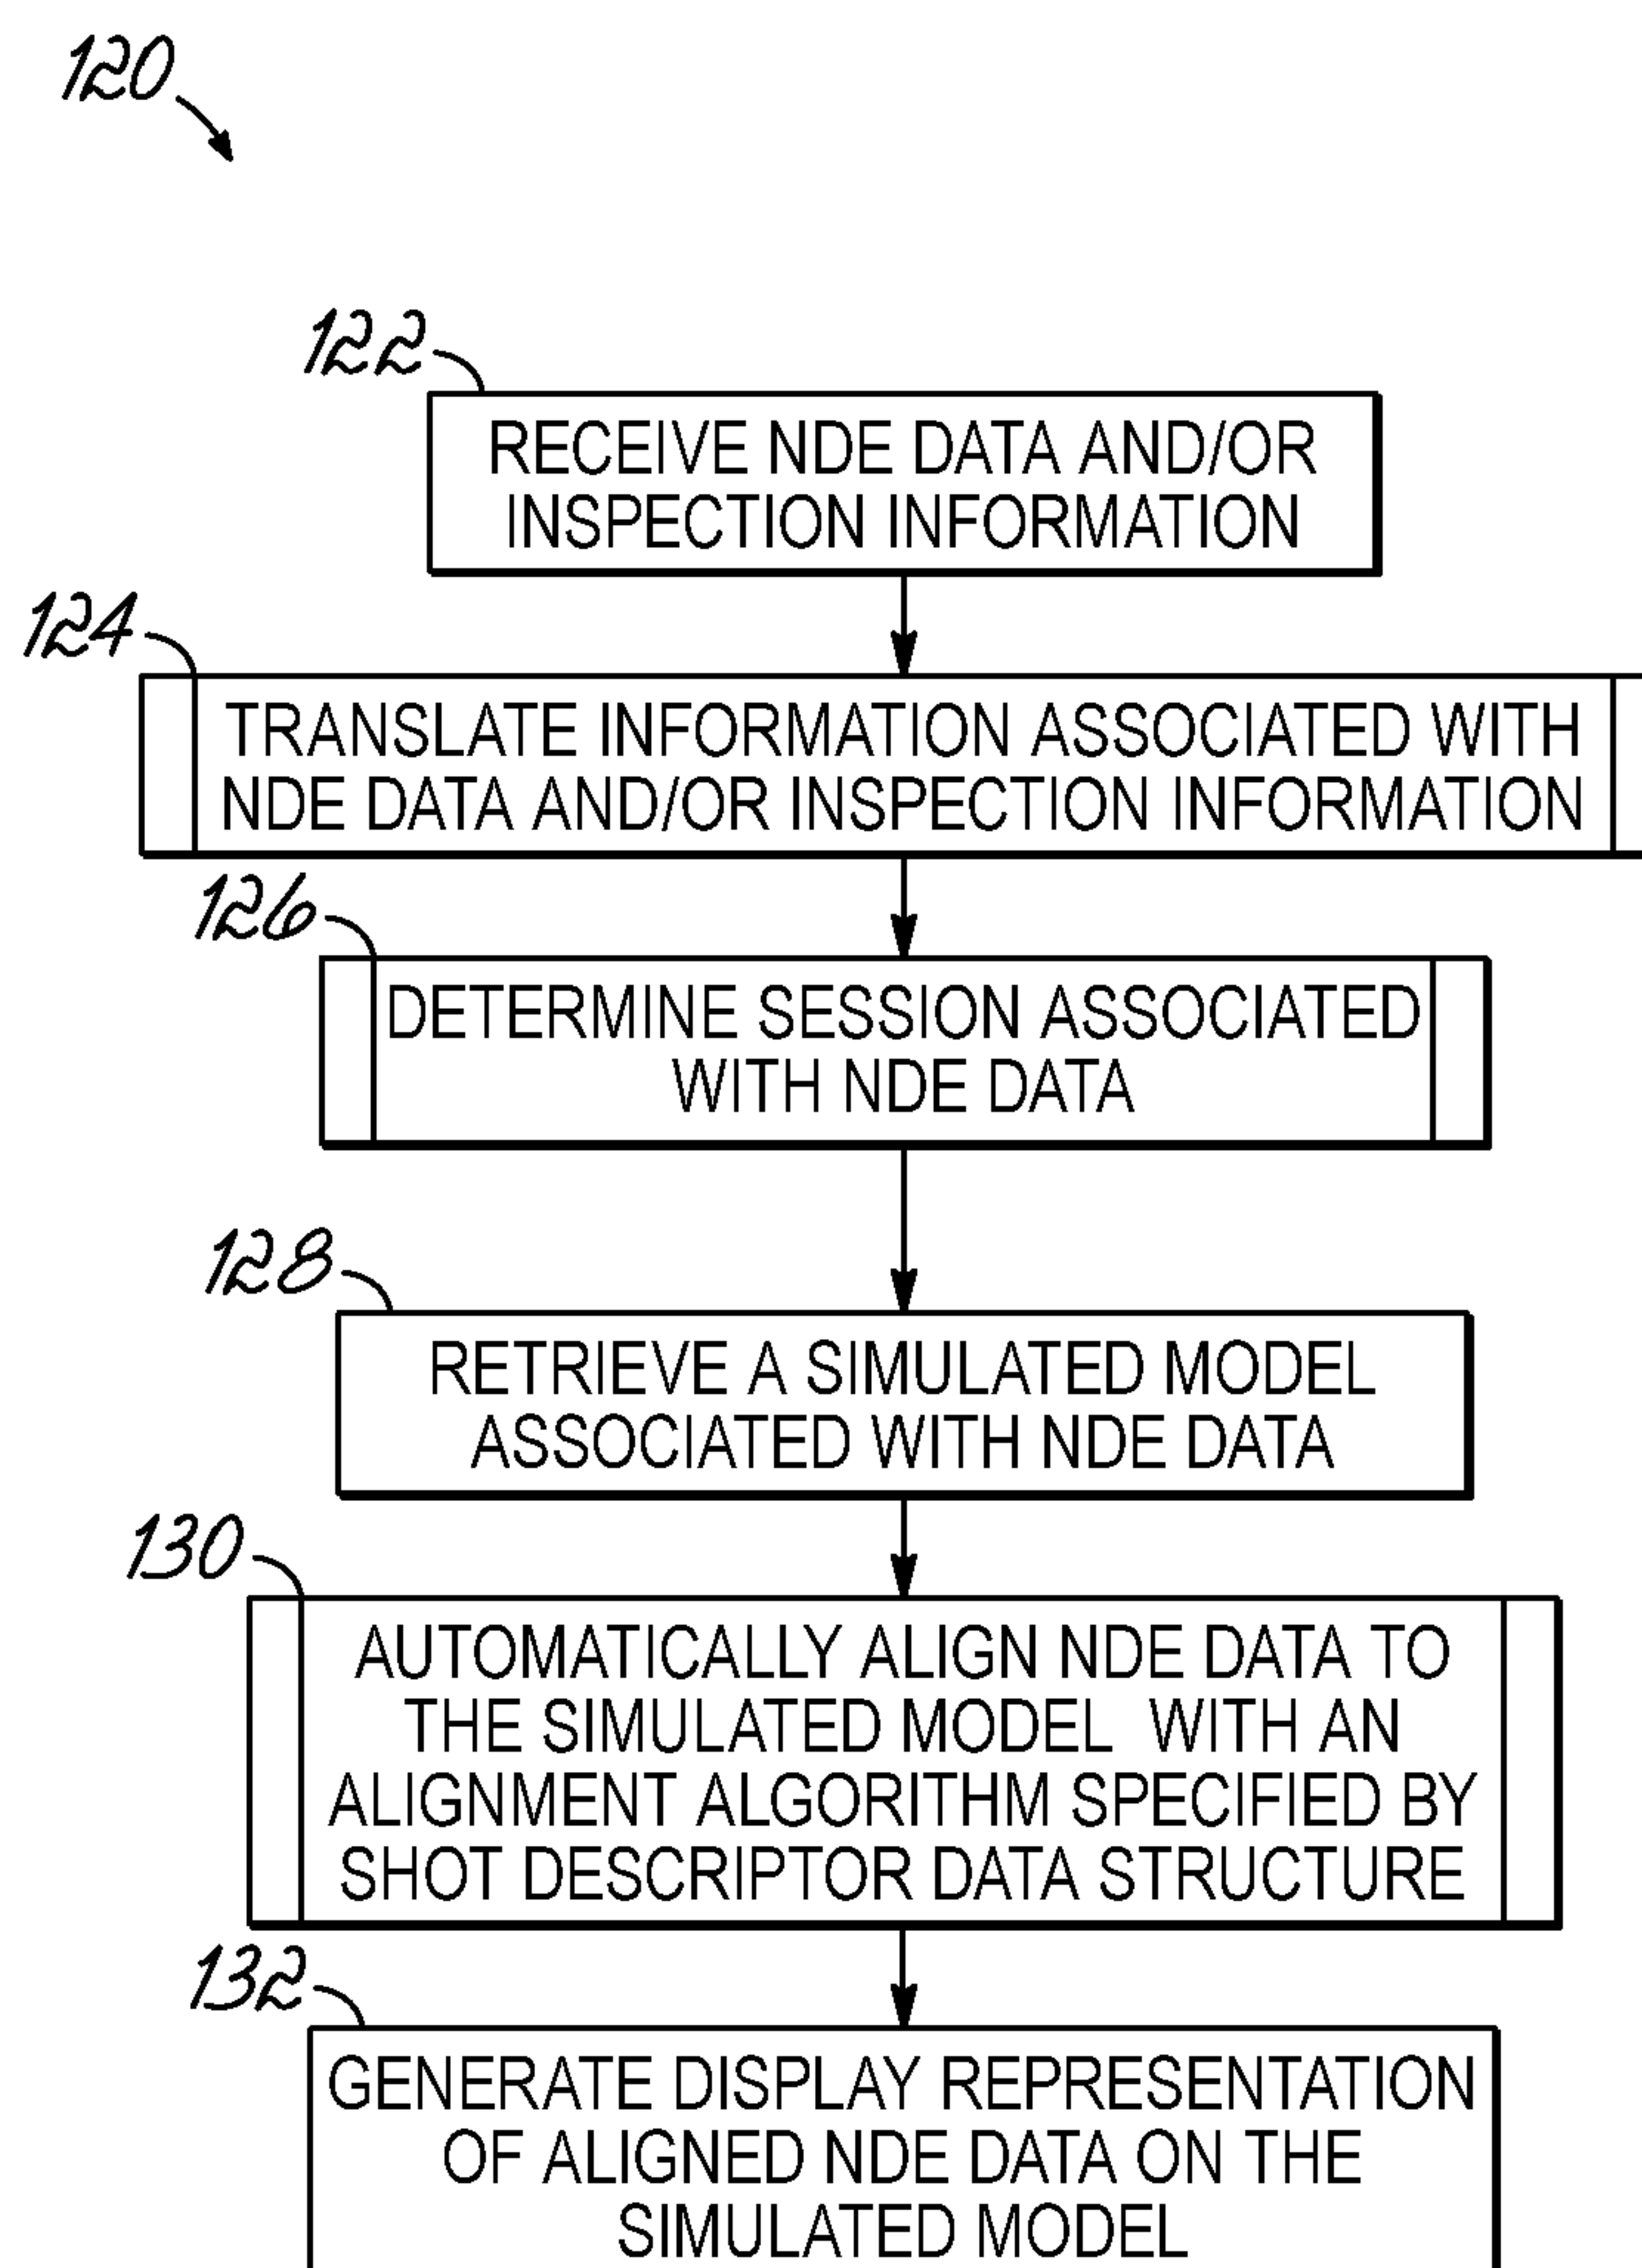 120
122
RECEIVE NDE DATA AND/OR
INSPECTION INFORMATION
124
TRANSLATE INFORMATION ASSOCIATED WITH
NDE DATA AND/OR INSPECTION INFORMATION
126
DETERMINE SESSION ASSOCIATED
WITH NDE DATA
128
RETRIEVE A SIMULATED MODEL
ASSOCIATED WITH NDE DATA
130
AUTOMATICALLY ALIGN NDE DATA TO
THE SIMULATED MODEL WITH AN
ALIGNMENT ALGORITHM SPECIFIED BY
SHOT DESCRIPTOR DATA STRUCTURE
132
GENERATE DISPLAY REPRESENTATION
OF ALIGNED NDE DATA ON THE
SIMULATED MODEL